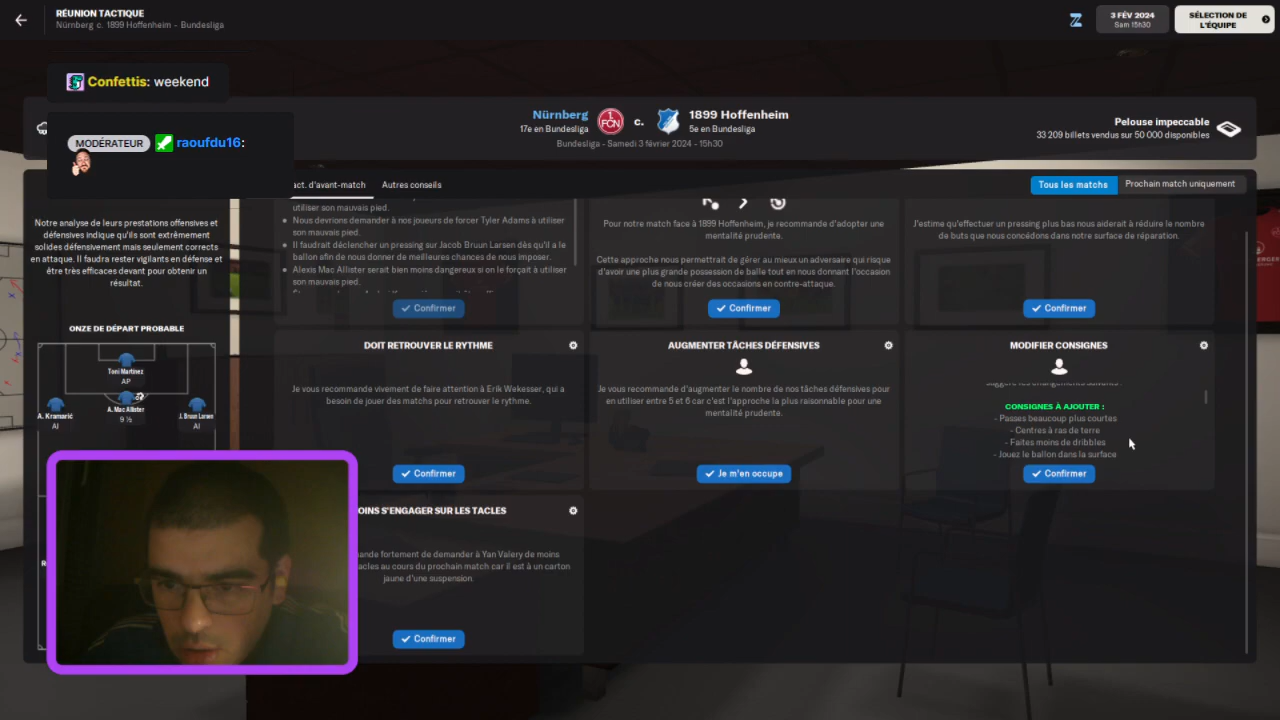 RÉUNION TACTIQUE
Nürnberg c. 1899 Hoffenheim - Bundesliga
3 FÉV 2024
Sam 15h30
SÉLECTION DE
L'ÉQUIPE
Confettis: weekend
MODÉRATEUR raoufdu16:
Nürnberg
17e en Bundesliga
c.
1899 Hoffenheim
5e en Bundesliga
Bundesliga - Samedi 3 février 2024 - 15h30
Pelouse impeccable
33 209 billets vendus sur 50 000 disponibles
act. d'avant-match
Autres conseils
Tous les matchs
Prochain match uniquement
Notre analyse de leurs prestations offensives et
défensives indique qu'ils sont extrêmement
solides défensivement mais seulement corrects
en attaque. Il faudra rester vigilants en défense et
être très efficaces devant pour obtenir un
résultat.
ONZE DE DÉPART PROBABLE
Toni Martínez
AP
A. Kramarić
AI
A. Mac Allister
9 ½
J. Bruun Larsen
AI
utiliser son mauvais pied.
Nous devrions demander à nos joueurs de forcer Tyler Adams à utiliser
son mauvais pied.
Il faudrait déclencher un pressing sur Jacob Bruun Larsen dès qu'il a le
ballon afin de nous donner de meilleures chances de nous imposer.
Alexis Mac Allister serait bien moins dangereux si on le forçait à utiliser
son mauvais pied.
Confirmer
Pour notre match face à 1899 Hoffenheim, je recommande d'adopter une
mentalité prudente.
Cette approche nous permettrait de gérer au mieux un adversaire qui risque
d'avoir une plus grande possession de balle tout en nous donnant l'occasion
de nous créer des occasions en contre-attaque.
Confirmer
J'estime qu'effectuer un pressing plus bas nous aiderait à réduire le nombre
de buts que nous concédons dans notre surface de réparation.
Confirmer
DOIT RETROUVER LE RYTHME
Je vous recommande vivement de faire attention à Erik Wekesser, qui a
besoin de jouer des matchs pour retrouver le rythme.
Confirmer
AUGMENTER TÂCHES DÉFENSIVES
Je vous recommande d'augmenter le nombre de nos tâches défensives pour
en utiliser entre 5 et 6 car c'est l'approche la plus raisonnable pour une
mentalité prudente.
Je m'en occupe
MODIFIER CONSIGNES
CONSIGNES À AJOUTER :
- Passes beaucoup plus courtes
- Centres à ras de terre
- Faites moins de dribbles
- Jouez le ballon dans la surface
Confirmer
OINS S'ENGAGER SUR LES TACLES
ande fortement de demander à Yan Valery de moins
acles au cours du prochain match car il est à un carton
jaune d'une suspension.
Confirmer